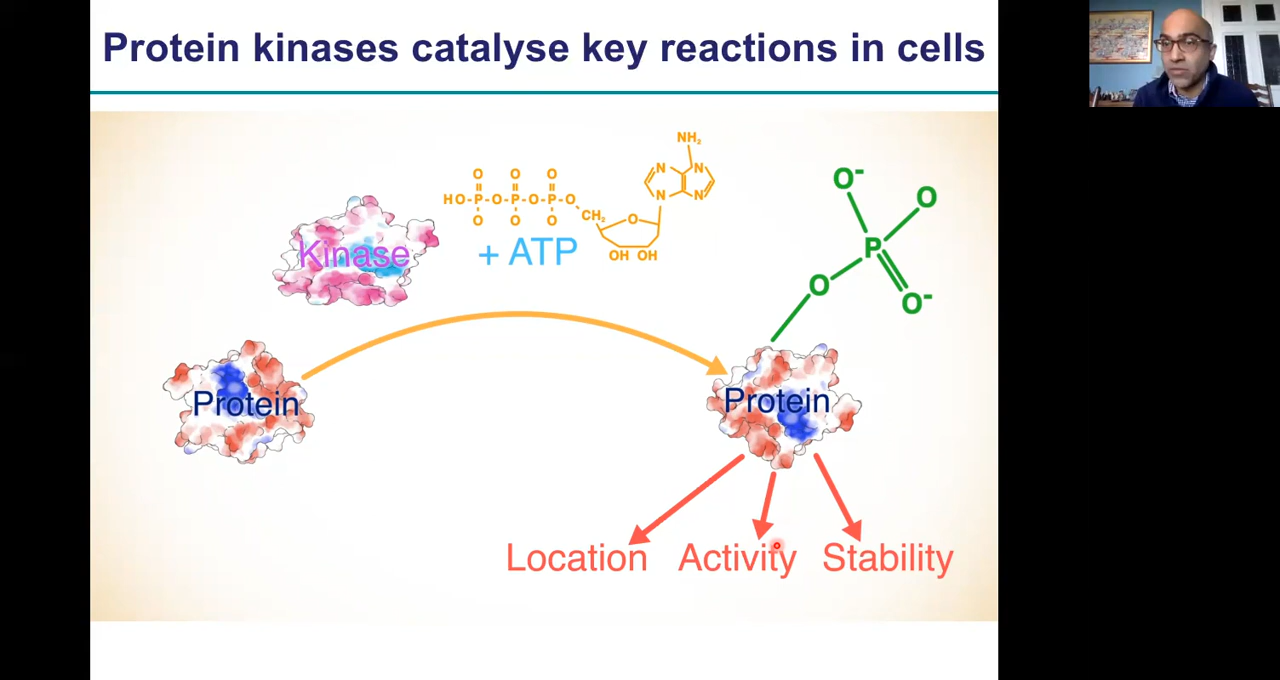 Protein kinases catalyse key reactions in cells
NH₂
N N
N N
O O O
HO-P-O-P-O-P-O
O O O
CH₂
O
OH OH
Kinase
+ ATP
O⁻
O
P
O
O⁻
Protein
Protein
Location Activity Stability